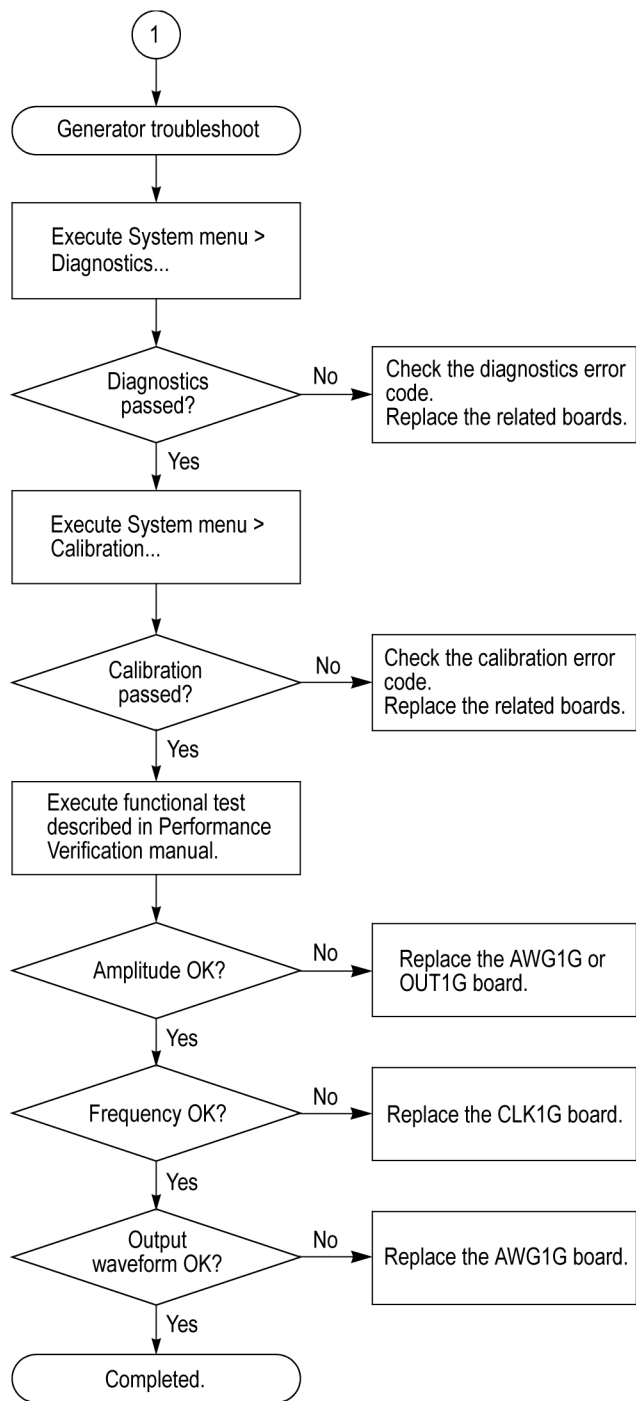 1
Generator troubleshoot
Execute System menu >
Diagnostics...
Diagnostics
passed?
No
Check the diagnostics error
code.
Replace the related boards.
Yes
Execute System menu >
Calibration...
Calibration
passed?
No
Check the calibration error
code.
Replace the related boards.
Yes
Execute functional test
described in Performance
Verification manual.
Amplitude OK?
No
Replace the AWG1G or
OUT1G board.
Yes
Frequency OK?
No
Replace the CLK1G board.
Yes
Output
waveform OK?
No
Replace the AWG1G board.
Yes
Completed.